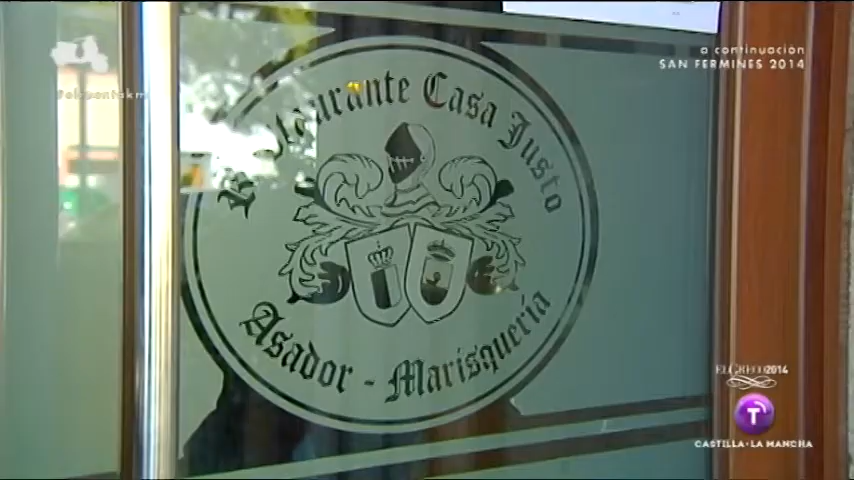 a continuación
SAN FERMINES 2014
Restaurante Casa Justo
Asador - Marisquería
EL GRECO 2014
T
CASTILLA-LA MANCHA